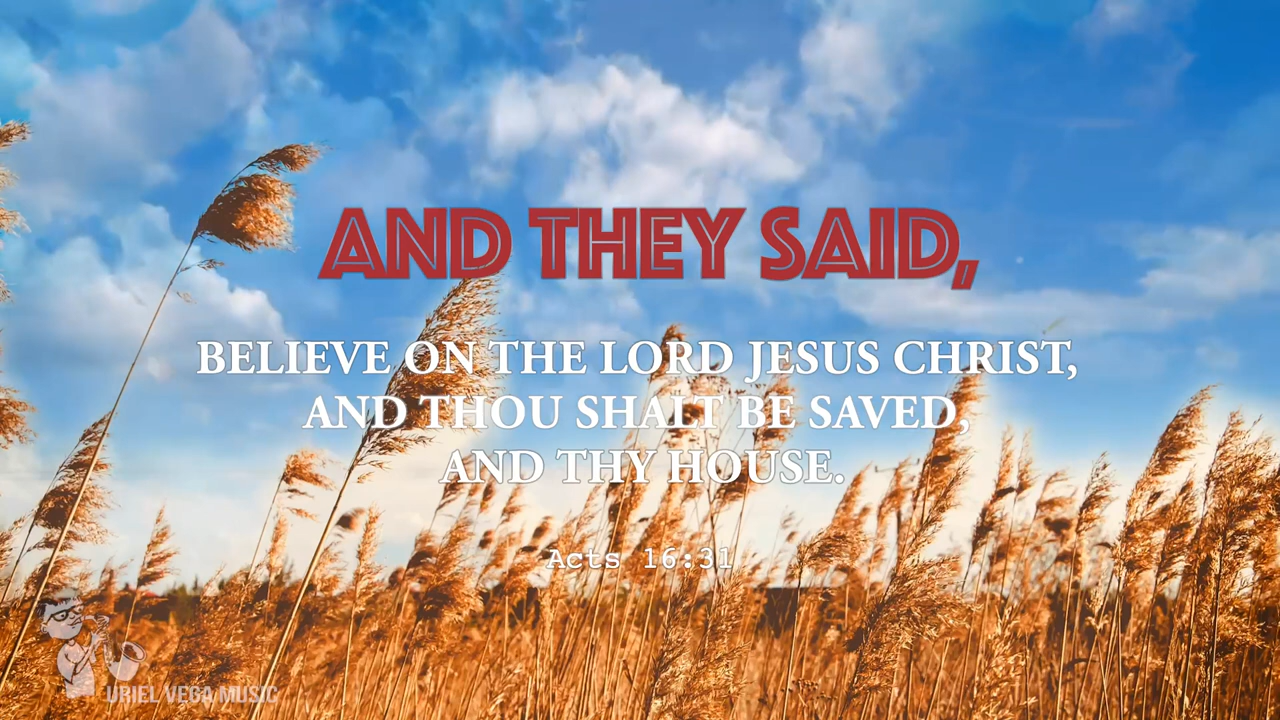 AND THEY SAID,
BELIEVE ON THE LORD JESUS CHRIST,
AND THOU SHALT BE SAVED,
AND THY HOUSE.
Acts 16:31
URIEL VEGA MUSIC